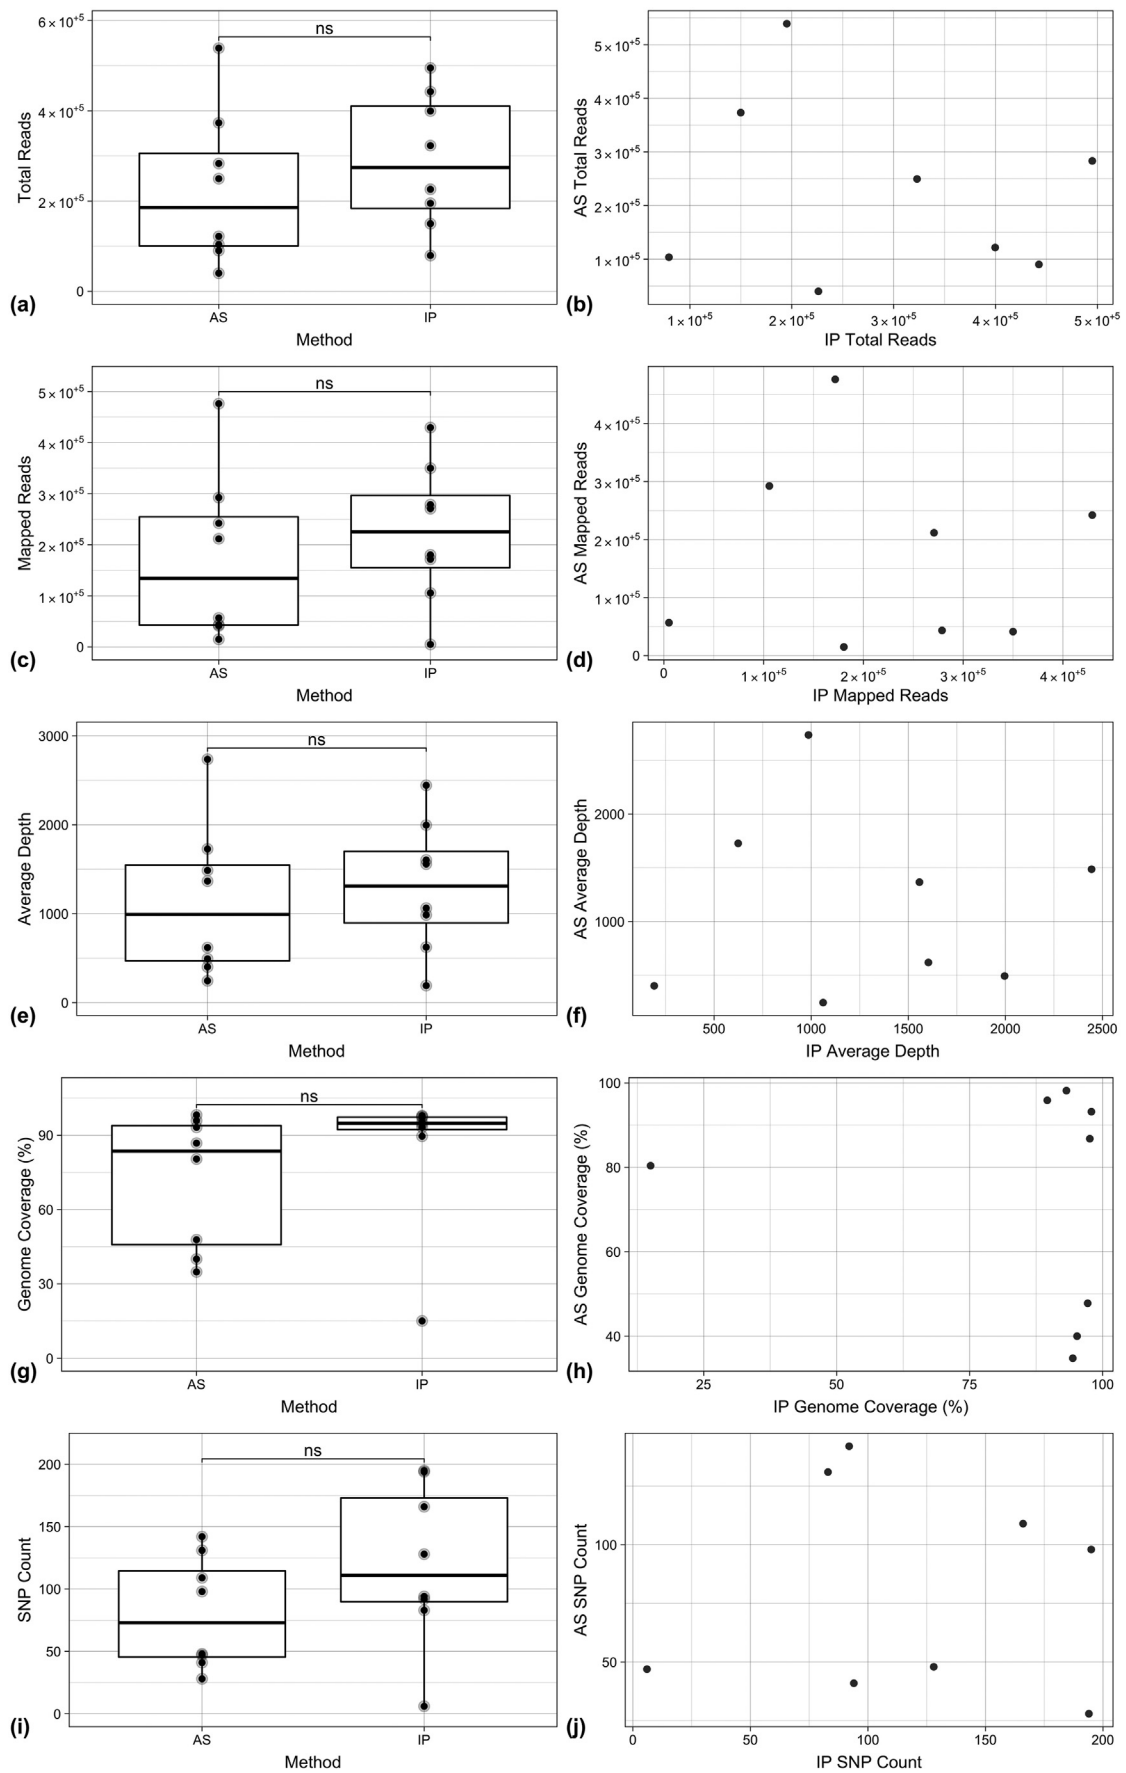 6 × 10+5
4 × 10+5
2 × 10+5
0
Total Reads
ns
AS
IP
Method
(a)
5 × 10+5
4 × 10+5
3 × 10+5
2 × 10+5
1 × 10+5
AS Total Reads
1 × 10+5
2 × 10+5
3 × 10+5
4 × 10+5
5 × 10+5
IP Total Reads
(b)
5 × 10+5
4 × 10+5
3 × 10+5
2 × 10+5
1 × 10+5
0
Mapped Reads
ns
AS
IP
Method
(c)
4 × 10+5
3 × 10+5
2 × 10+5
1 × 10+5
0
AS Mapped Reads
0
1 × 10+5
2 × 10+5
3 × 10+5
4 × 10+5
IP Mapped Reads
(d)
3000
2000
1000
0
Average Depth
ns
AS
IP
Method
(e)
2000
1000
AS Average Depth
500
1000
1500
2000
2500
IP Average Depth
(f)
90
60
30
0
Genome Coverage (%)
ns
AS
IP
Method
(g)
100
80
60
40
AS Genome Coverage (%)
25
50
75
100
IP Genome Coverage (%)
(h)
200
150
100
50
0
SNP Count
ns
AS
IP
Method
(i)
100
50
AS SNP Count
0
50
100
150
200
IP SNP Count
(j)